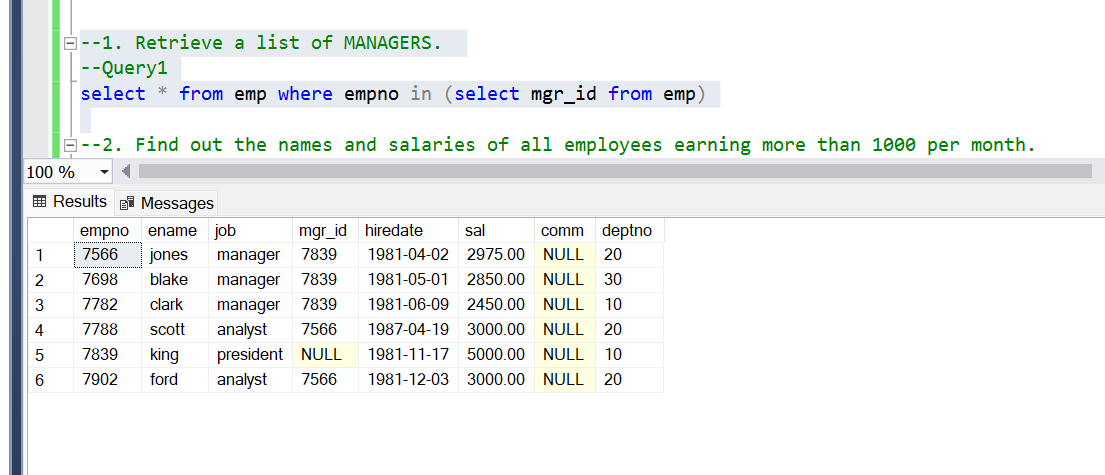 --1. Retrieve a list of MANAGERS.
--Query1
select * from emp where empno in (select mgr_id from emp)
--2. Find out the names and salaries of all employees earning more than 1000 per month.
100 %
Results Messages
empno ename job mgr_id hiredate sal comm deptno
1 7566 jones manager 7839 1981-04-02 2975.00 NULL 20
2 7698 blake manager 7839 1981-05-01 2850.00 NULL 30
3 7782 clark manager 7839 1981-06-09 2450.00 NULL 10
4 7788 scott analyst 7566 1987-04-19 3000.00 NULL 20
5 7839 king president NULL 1981-11-17 5000.00 NULL 10
6 7902 ford analyst 7566 1981-12-03 3000.00 NULL 20